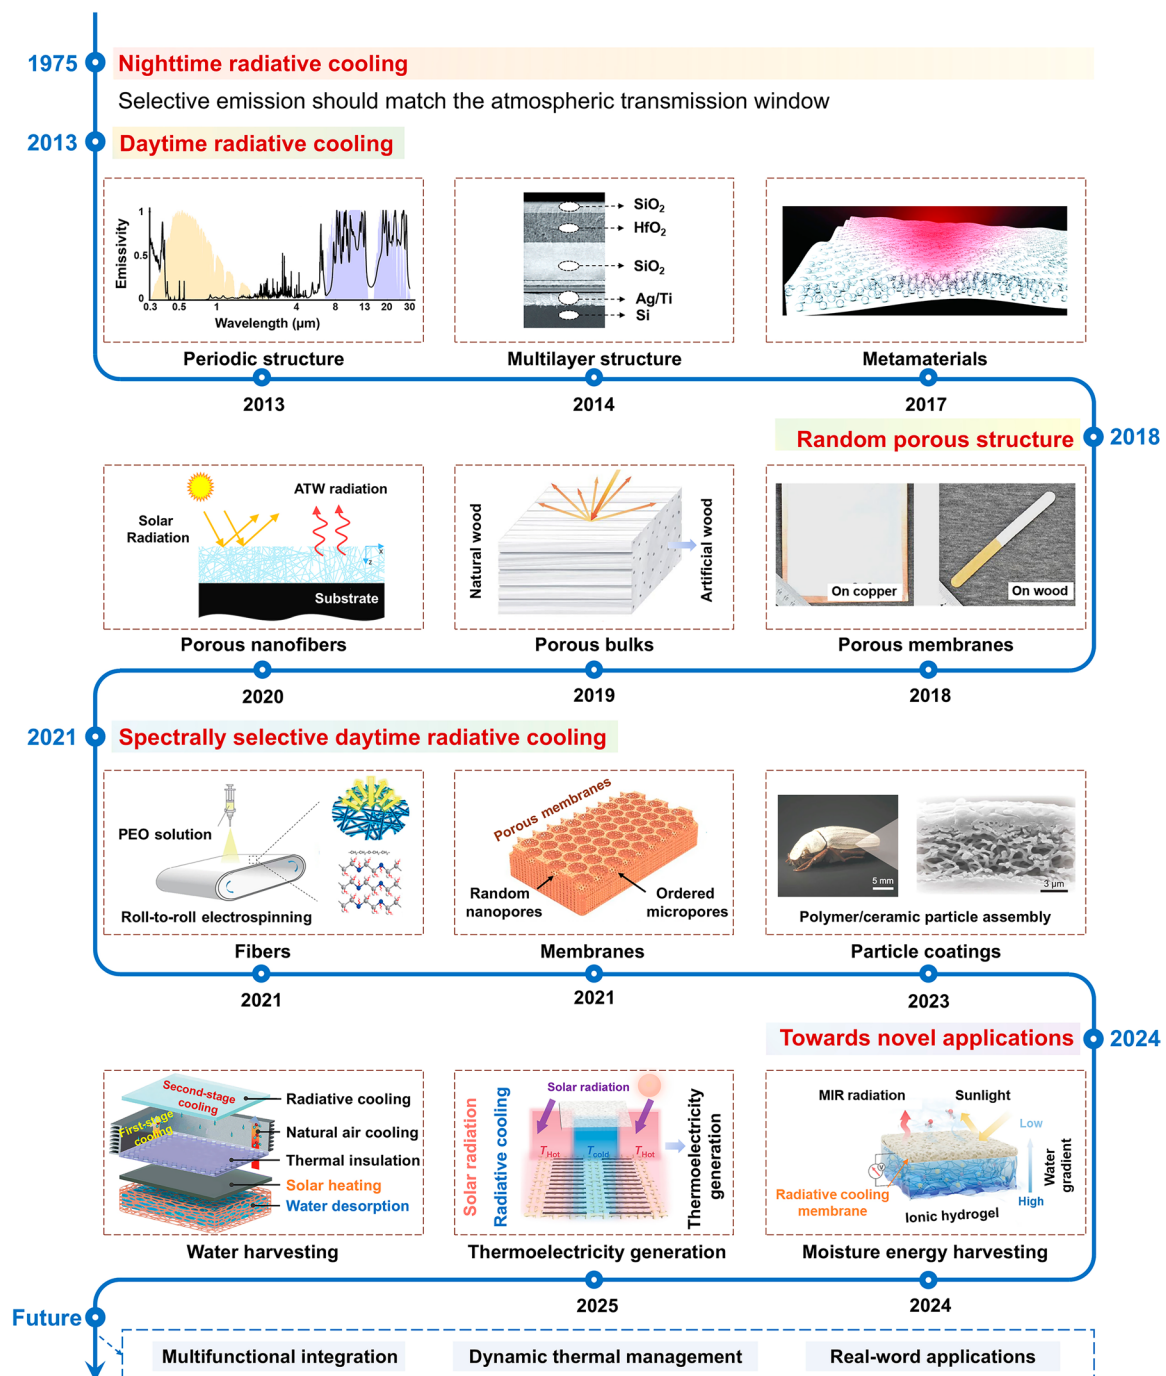 1975
Nighttime radiative cooling
Selective emission should match the atmospheric transmission window
2013
Daytime radiative cooling
Emissivity
1
0.5
0
0.3
0.5
1
4
8
13
20
30
Wavelength (μm)
Periodic structure
2013
SiO2
HfO2
SiO2
Ag/Ti
Si
Multilayer structure
2014
Metamaterials
2017
2018
Random porous structure
Solar
Radiation
ATW radiation
x
z
Substrate
Porous nanofibers
2020
Natural wood
Artificial wood
Porous bulks
2019
On copper
On wood
Porous membranes
2018
2021
Spectrally selective daytime radiative cooling
PEO solution
-CH2-CH2-O-CH2-CH2-
Roll-to-roll electrospinning
Fibers
2021
Porous membranes
Random
nanopores
Ordered
micropores
Membranes
2021
5 mm
3 μm
Polymer/ceramic particle assembly
Particle coatings
2023
Towards novel applications
2024
Second-stage
cooling
First-stage
cooling
Radiative cooling
Natural air cooling
Thermal insulation
Solar heating
Water desorption
Water harvesting
Solar radiation
Radiative cooling
Solar radiation
THot
Tcold
THot
Thermoelectricity
generation
Thermoelectricity generation
2025
MIR radiation
Sunlight
Low
High
Water
gradient
V
Radiative cooling
membrane
Ionic hydrogel
Moisture energy harvesting
2024
Future
Multifunctional integration
Dynamic thermal management
Real-word applications